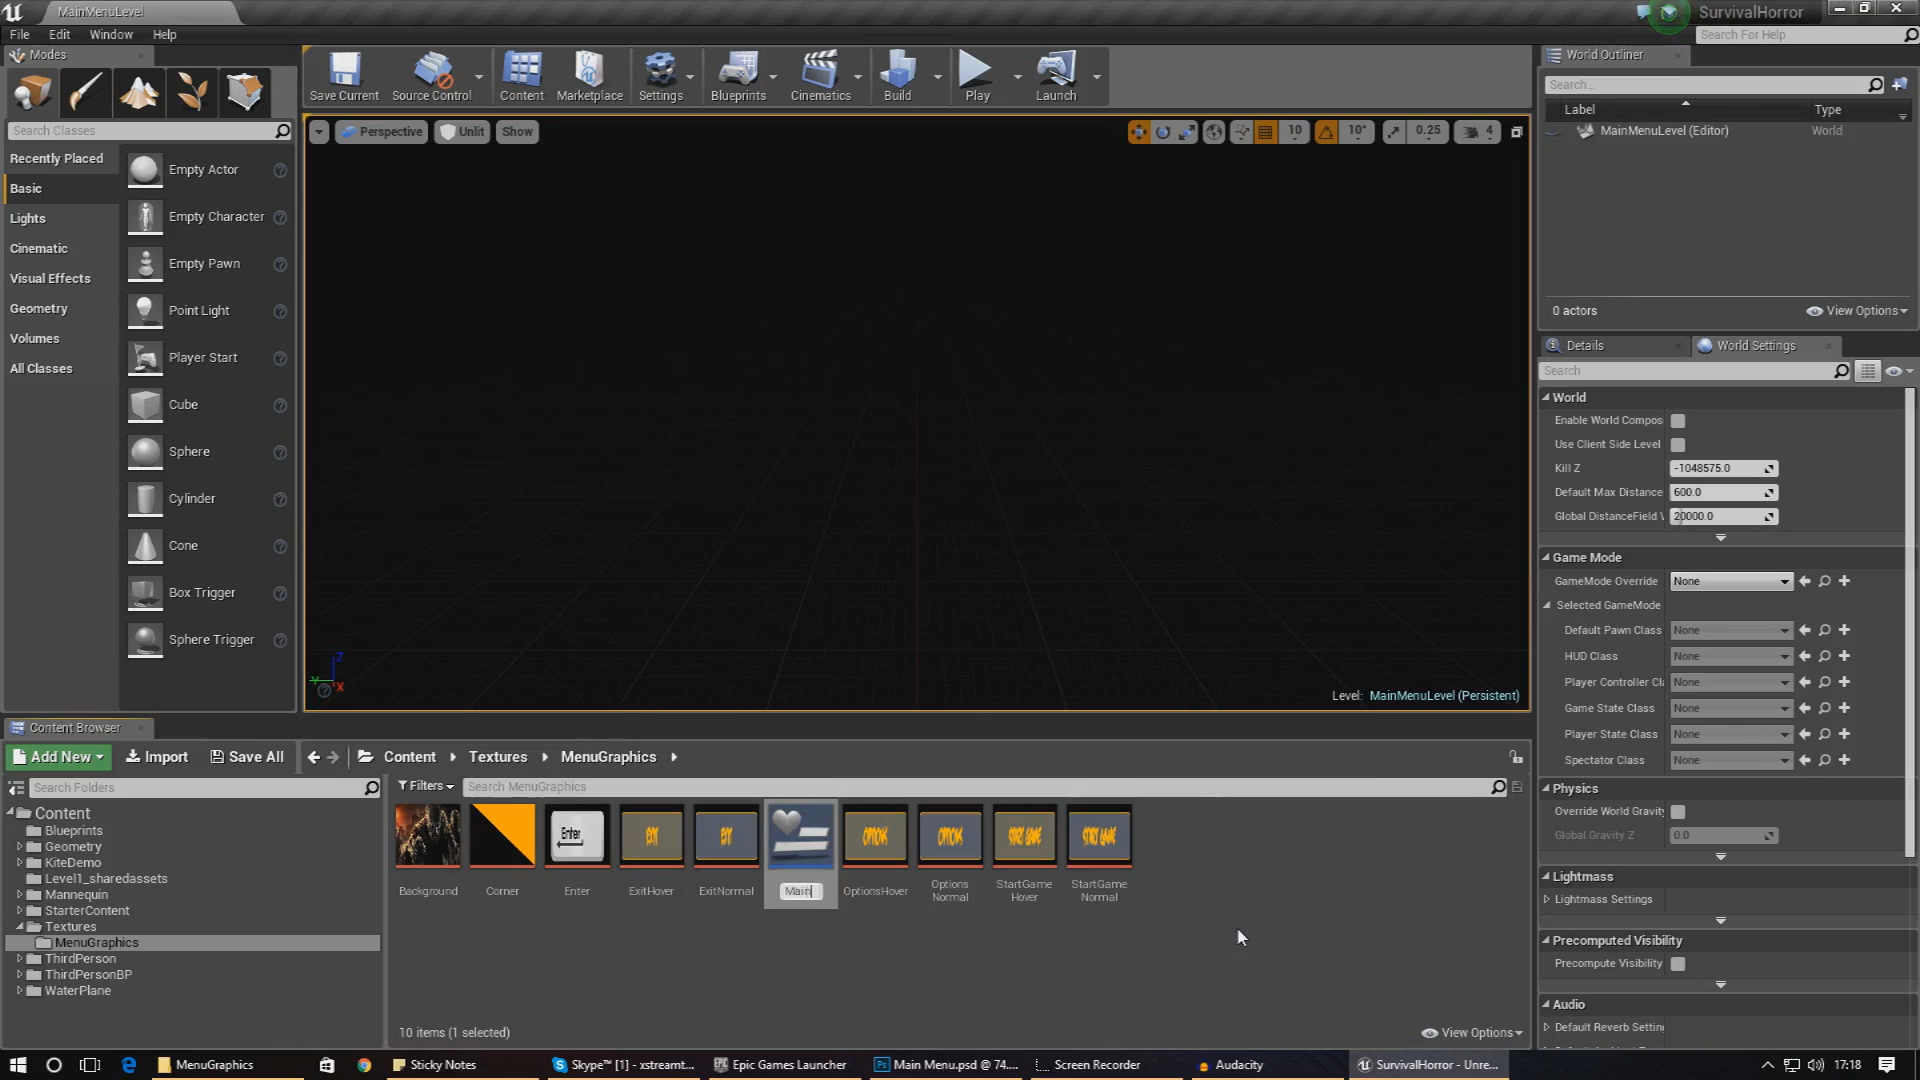 MainMenuLevel
SurvivalHorror
File Edit Window Help
Search For Help
Modes
Search Classes
Recently Placed
Basic
Lights
Cinematic
Visual Effects
Geometry
Volumes
All Classes
Empty Actor
Empty Character
Empty Pawn
Point Light
Player Start
Cube
Sphere
Cylinder
Cone
Box Trigger
Sphere Trigger
Save Current Source Control Content Marketplace Settings Blueprints Cinematics Build Play Launch
Perspective Unlit Show
10 10° 0.25 4
Z
Y
X
Level: MainMenuLevel (Persistent)
World Outliner
Search...
Label Type
MainMenuLevel (Editor) World
0 actors View Options
Details World Settings
Search
World
Enable World Compos
Use Client Side Level
Kill Z -1048575.0
Default Max Distance 600.0
Global DistanceField V 20000.0
Game Mode
GameMode Override None
Selected GameMode
Default Pawn Class None
HUD Class None
Player Controller Cl None
Game State Class None
Player State Class None
Spectator Class None
Physics
Override World Gravity
Global Gravity Z 0.0
Lightmass
Lightmass Settings
Precomputed Visibility
Precompute Visibility
Audio
Default Reverb Settin
Content Browser
Add New Import Save All Content Textures MenuGraphics
Search Folders
Filters Search MenuGraphics
Content
Blueprints
Geometry
KiteDemo
Level1_sharedassets
Mannequin
StarterContent
Textures
MenuGraphics
ThirdPerson
ThirdPersonBP
WaterPlane
Enter EXIT EXIT OPTIONS OPTIONS START GAME START GAME
Background Corner Enter ExitHover ExitNormal Main OptionsHover Options Normal StartGame Hover StartGame Normal
10 items (1 selected) View Options
MenuGraphics Sticky Notes Skype™ [1] - xstreamt... Epic Games Launcher Main Menu.psd @ 74.... Screen Recorder Audacity SurvivalHorror - Unre... 17:18